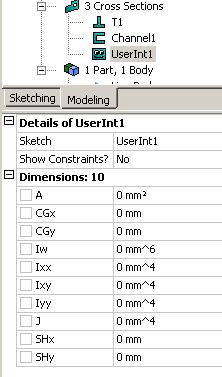 3 Cross Sections
T1
Channel1
UserInt1
1 Part, 1 Body
Sketching Modeling
Details of UserInt1
Sketch UserInt1
Show Constraints? No
Dimensions: 10
A 0 mm²
CGx 0 mm
CGy 0 mm
Iw 0 mm^6
Ixx 0 mm^4
Ixy 0 mm^4
Iyy 0 mm^4
J 0 mm^4
SHx 0 mm
SHy 0 mm